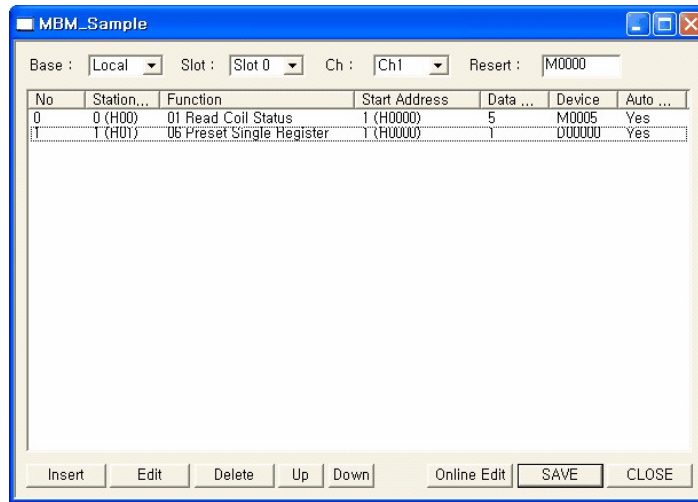 MBM_Sample
Base : Local Slot : Slot 0 Ch : Ch1 Resert : M0000
No Station... Function Start Address Data ... Device Auto ...
0 0 (H00) 01 Read Coil Status 1 (H0000) 5 M0005 Yes
1 1 (H01) 06 Preset Single Register 1 (H0000) 1 D00000 Yes
Insert Edit Delete Up Down Online Edit SAVE CLOSE